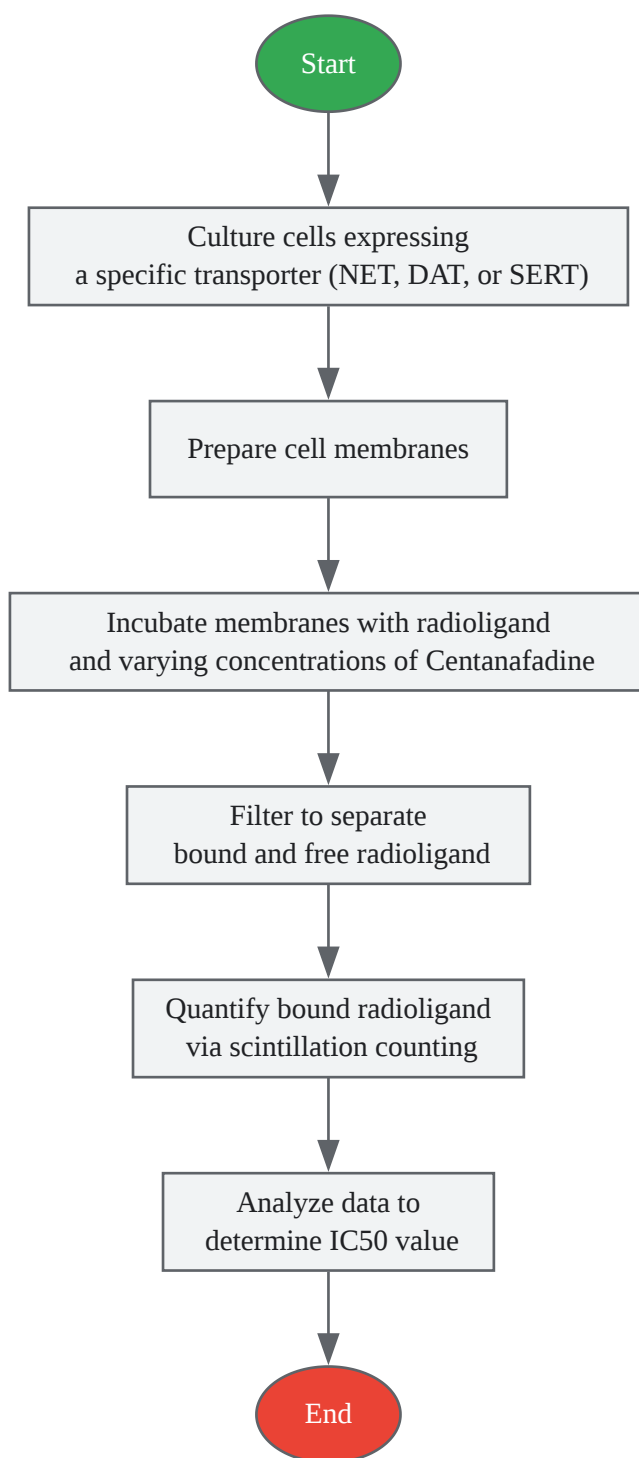 Start
Culture cells expressing
a specific transporter (NET, DAT, or SERT)
Prepare cell membranes
Incubate membranes with radioligand
and varying concentrations of Centanafadine
Filter to separate
bound and free radioligand
Quantify bound radioligand
via scintillation counting
Analyze data to
determine IC50 value
End